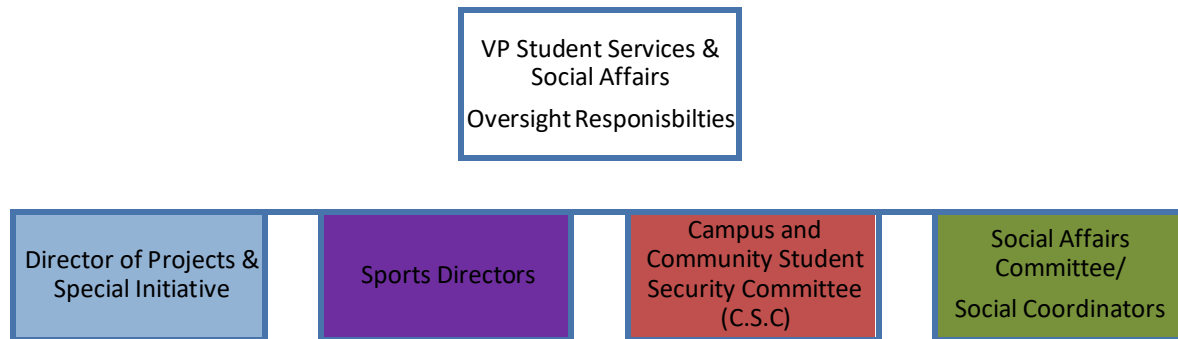 VP Student Services &
Social Affairs
Oversight Responisbilties
Director of Projects &
Special Initiative
Sports Directors
Campus and
Community Student
Security Committee
(C.S.C)
Social Affairs
Committee/
Social Coordinators